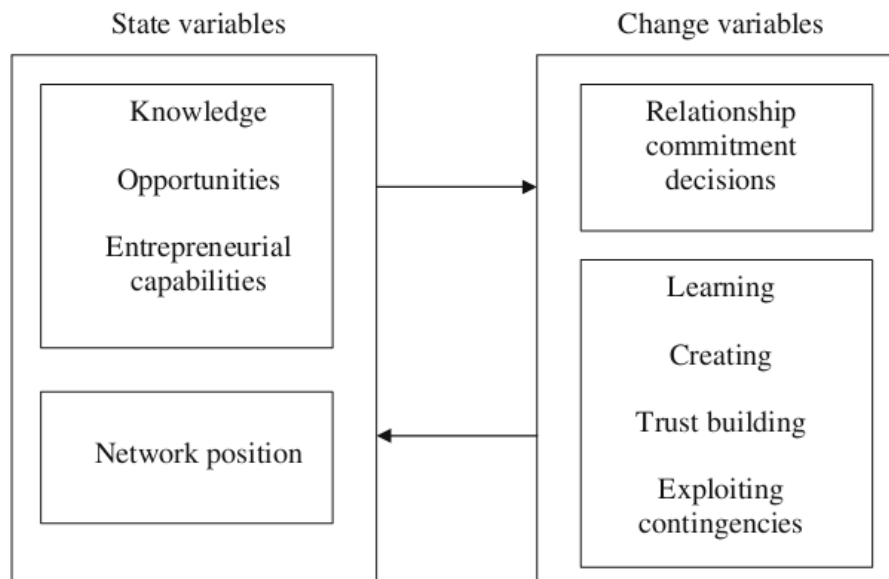 State variables
Knowledge
Opportunities
Entrepreneurial
capabilities
Network position
Change variables
Relationship
commitment
decisions
Learning
Creating
Trust building
Exploiting
contingencies